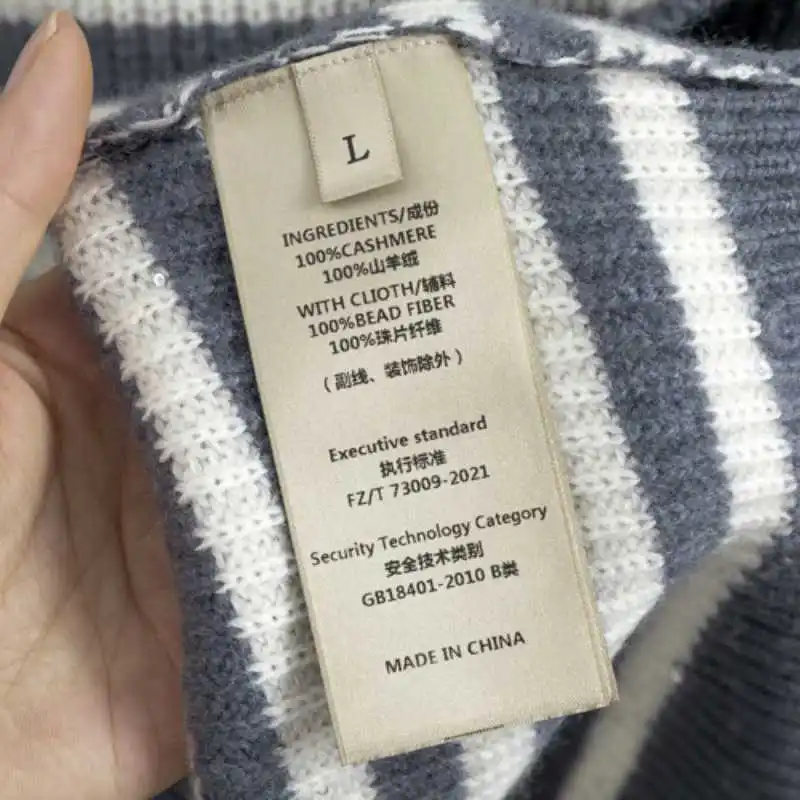 L
INGREDIENTS/成份
100%CASHMERE
100%山羊绒
WITH CLIOTH/辅料
100%BEAD FIBER
100%珠片纤维
（副线、装饰除外）
Executive standard
执行标准
FZ/T 73009-2021
Security Technology Category
安全技术类别
GB18401-2010 B类
MADE IN CHINA